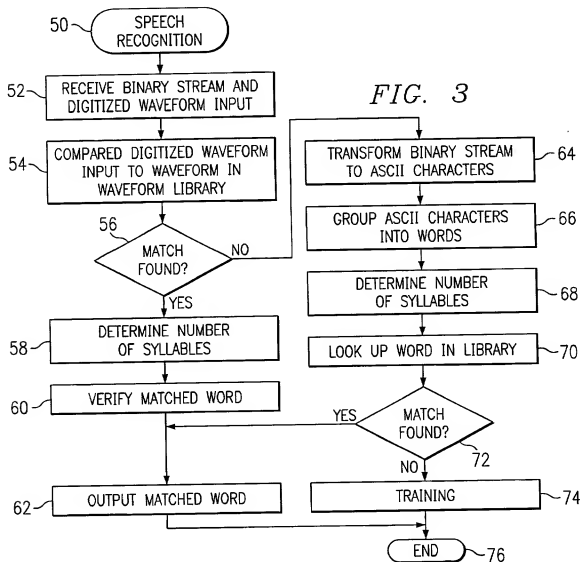 50
SPEECH
RECOGNITION
52
RECEIVE BINARY STREAM AND
DIGITIZED WAVEFORM INPUT
54
COMPARED DIGITIZED WAVEFORM
INPUT TO WAVEFORM IN
WAVEFORM LIBRARY
56
MATCH
FOUND?
NO
YES
58
DETERMINE NUMBER
OF SYLLABLES
60
VERIFY MATCHED WORD
62
OUTPUT MATCHED WORD
FIG. 3
TRANSFORM BINARY STREAM
TO ASCII CHARACTERS
64
GROUP ASCII CHARACTERS
INTO WORDS
66
DETERMINE NUMBER
OF SYLLABLES
68
LOOK UP WORD IN LIBRARY
70
YES
MATCH
FOUND?
72
NO
TRAINING
74
END
76